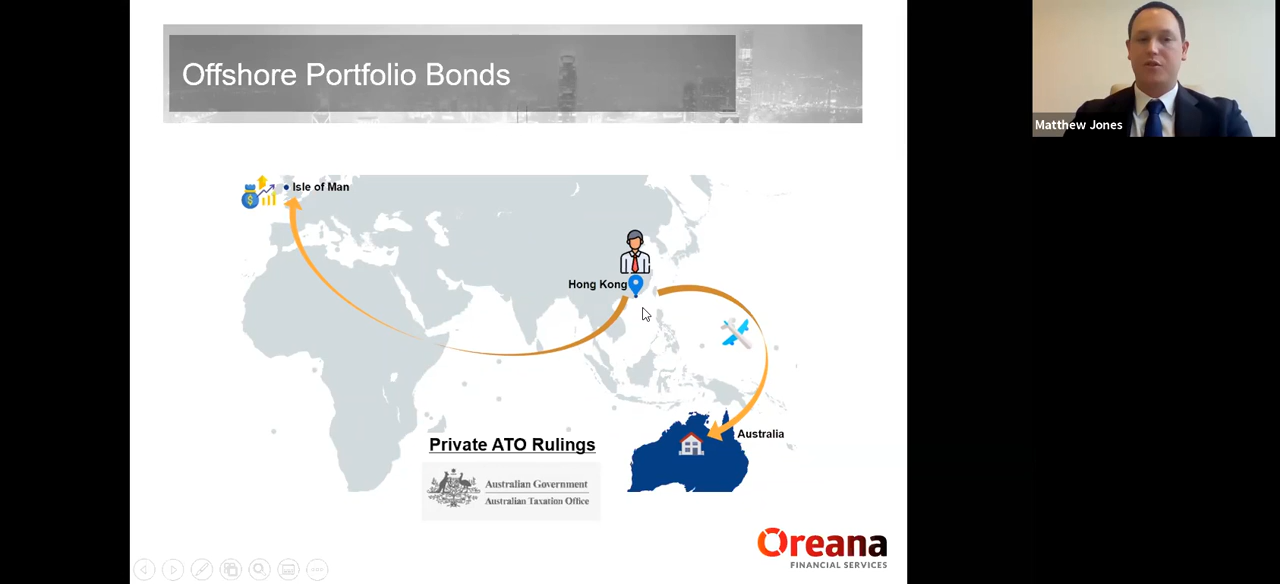 Offshore Portfolio Bonds
Matthew Jones
Isle of Man
Hong Kong
Australia
Private ATO Rulings
Australian Government
Australian Taxation Office
Oreana
FINANCIAL SERVICES